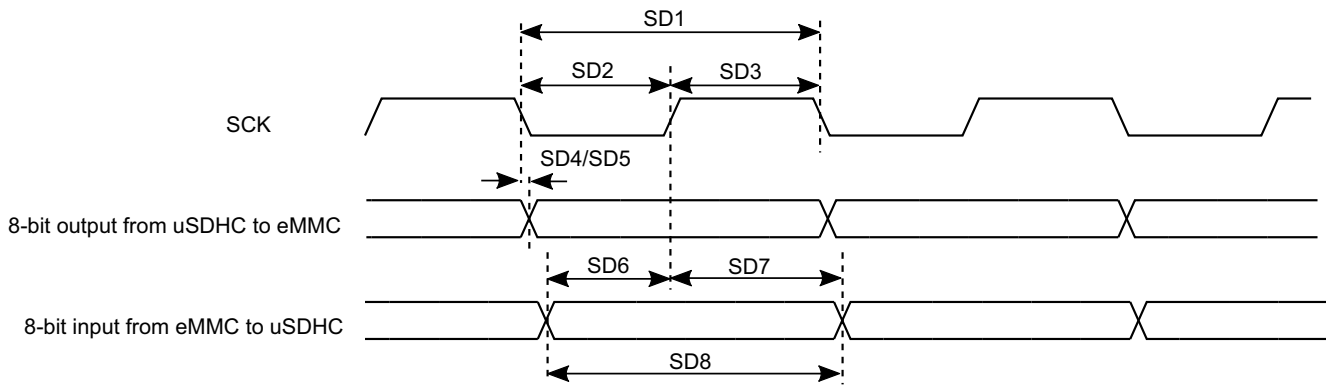 SD1
SD2
SD3
SCK
SD4/SD5
8-bit output from uSDHC to eMMC
SD6
SD7
8-bit input from eMMC to uSDHC
SD8